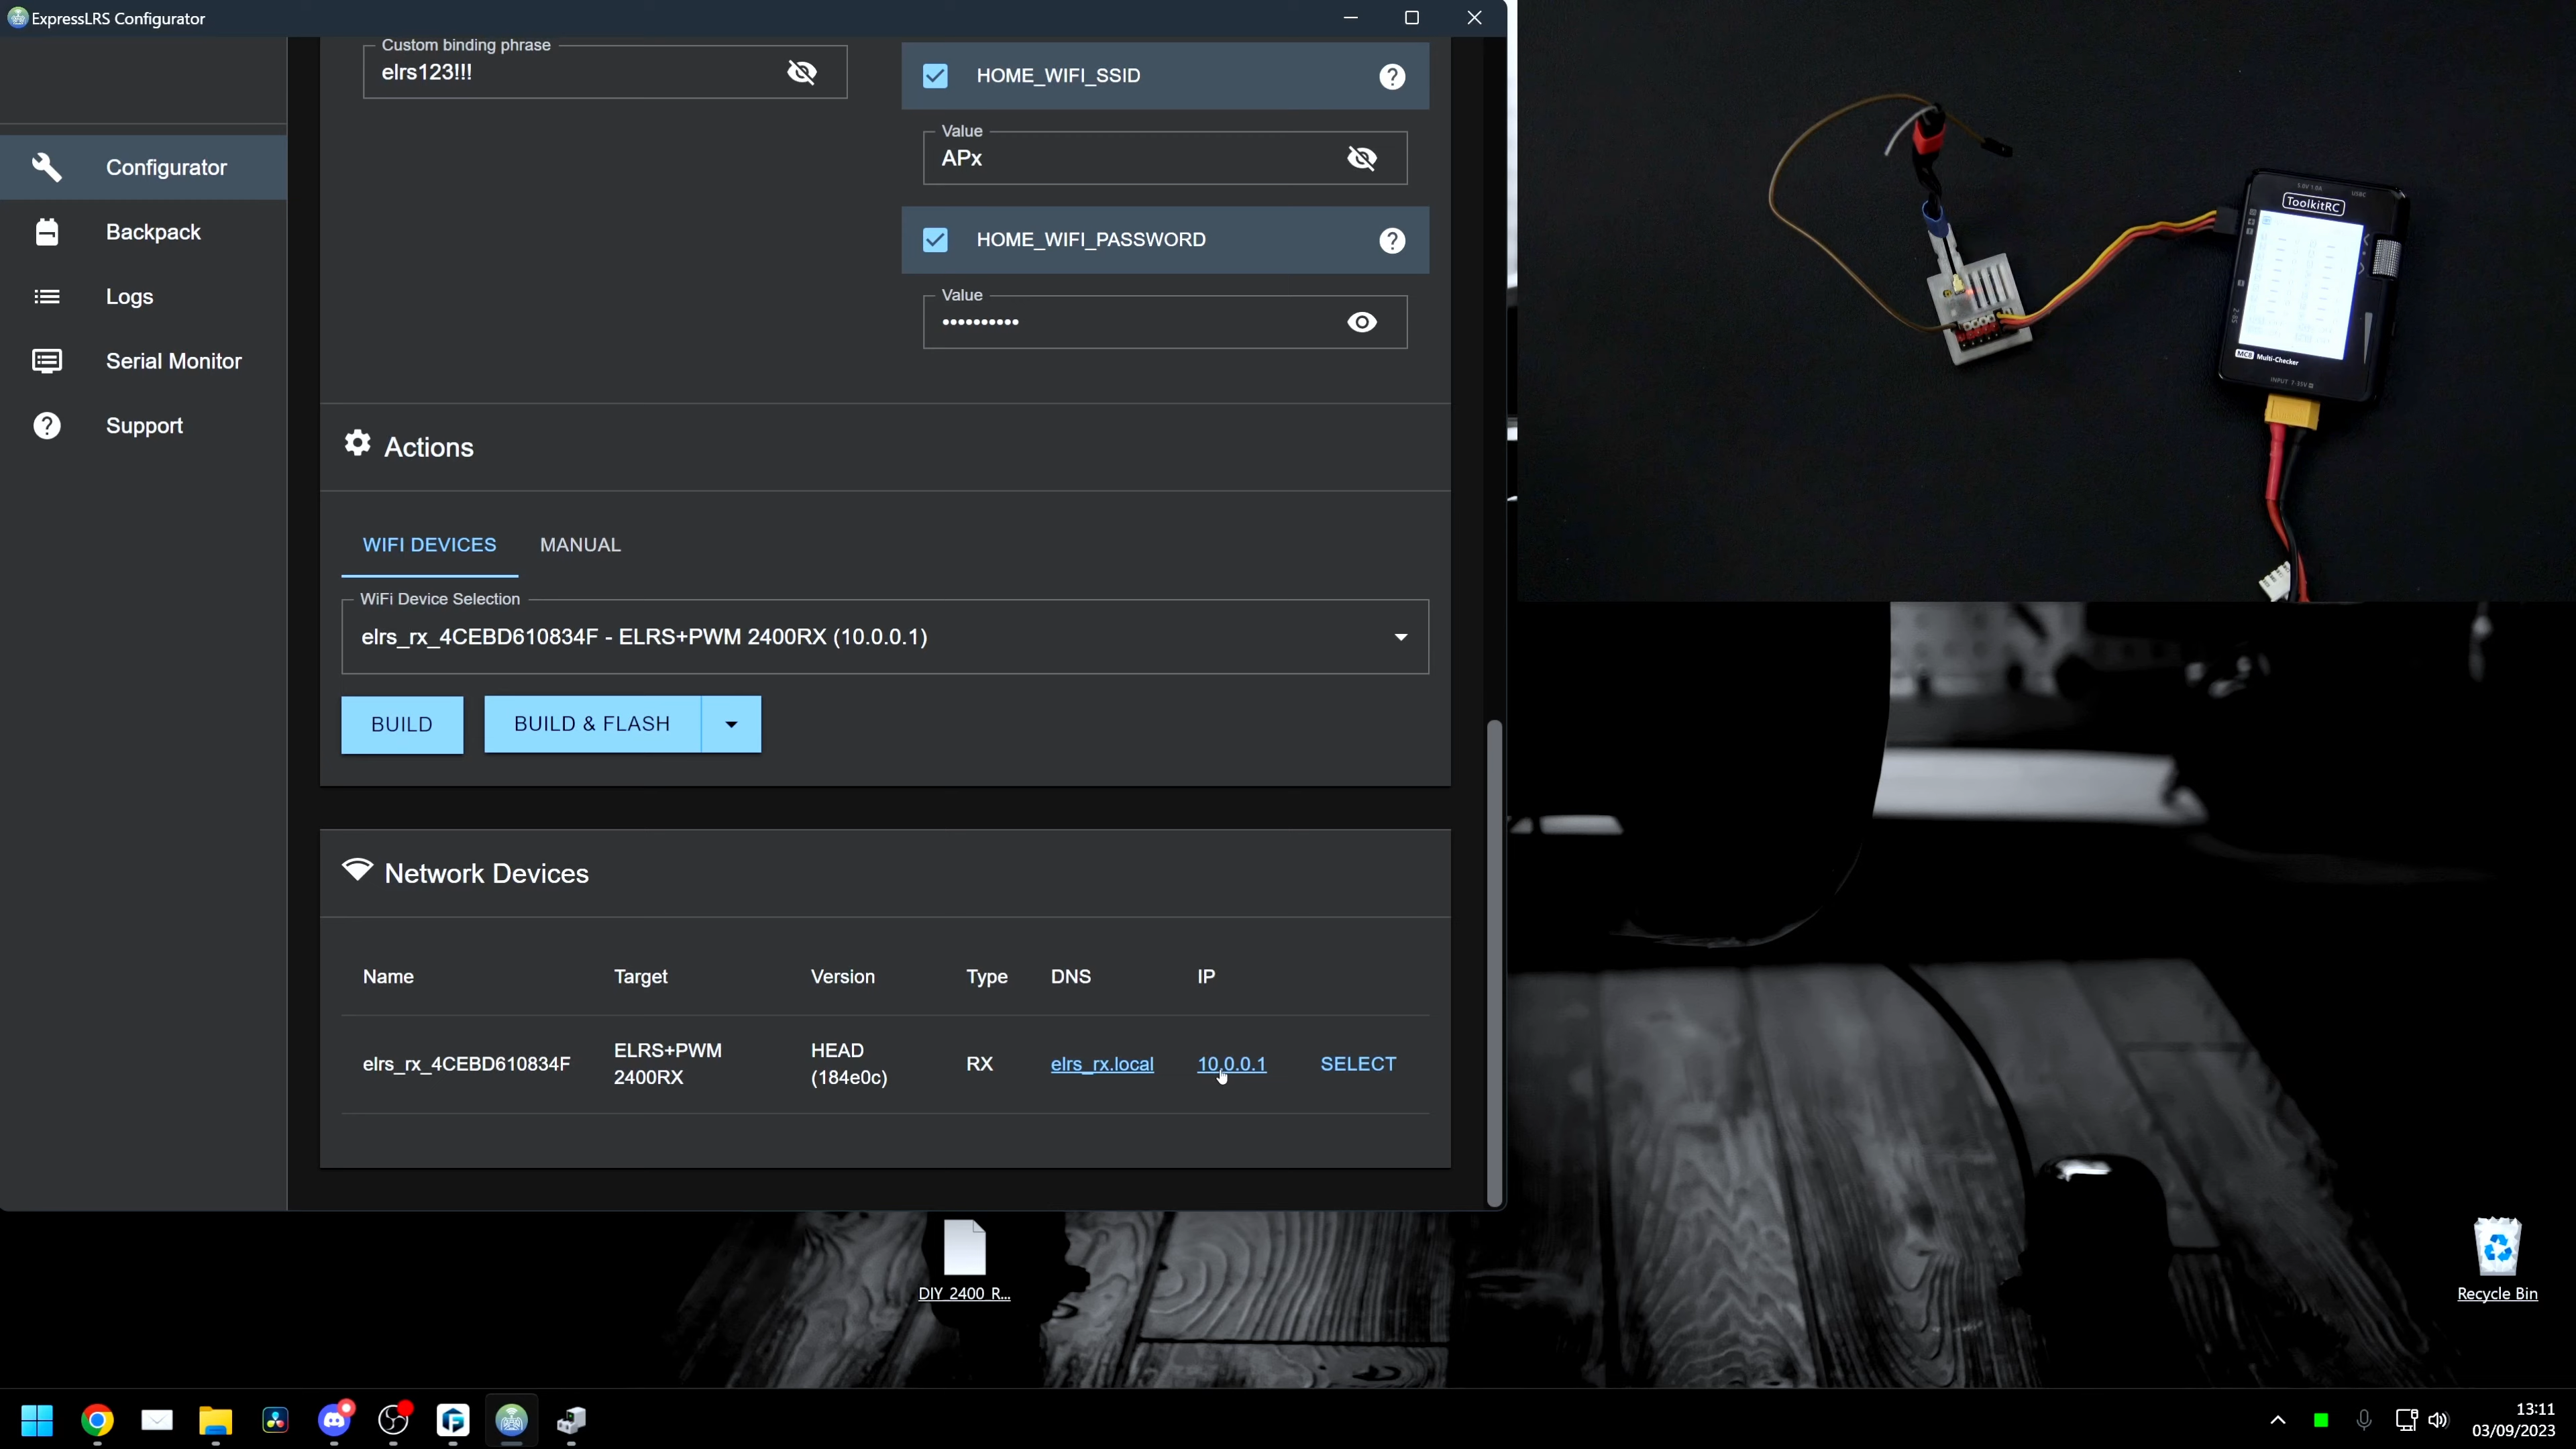 ExpressLRS Configurator
Custom binding phrase
elrs123!!!
HOME_WIFI_SSID
Value
APx
HOME_WIFI_PASSWORD
Value
••••••••••
Configurator
Backpack
Logs
Serial Monitor
Support
Actions
WIFI DEVICES
MANUAL
WiFi Device Selection
elrs_rx_4CEBD610834F - ELRS+PWM 2400RX (10.0.0.1)
BUILD
BUILD & FLASH
Network Devices
Name Target Version Type DNS IP
elrs_rx_4CEBD610834F ELRS+PWM 2400RX HEAD (184e0c) RX elrs_rx.local 10.0.0.1 SELECT
ToolkitRC
MC8 Multi-Checker
DIY 2400 R...
Recycle Bin
13:11
03/09/2023